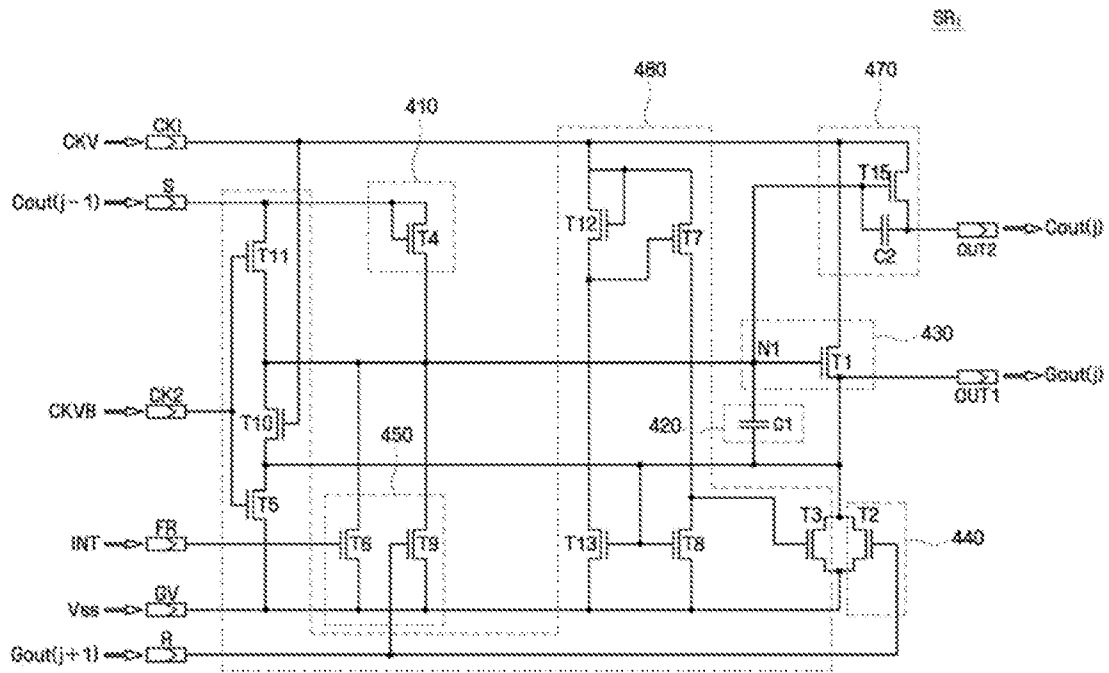 SRj
460
470
410
CKV
CK1
Cout(j-1)
S
T15
T4
T12
T7
Cout(j)
OUT2
C2
T11
430
N1
T1
Gout(j)
OUT1
CKVB
CK2
T10
420
C1
450
T5
T3
T2
INT
FR
T6
T9
T13
T8
440
Vss
GV
Gout(j+1)
R